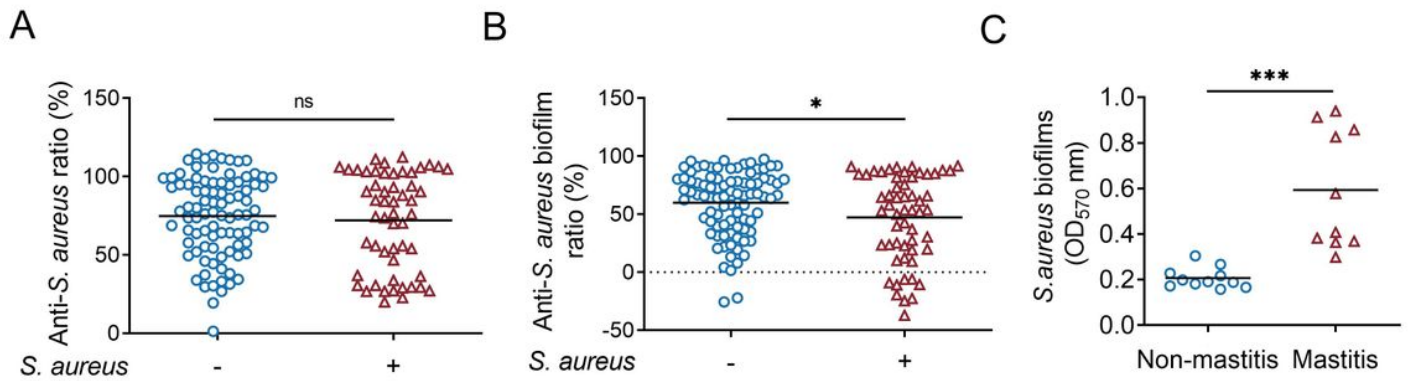 A
Anti-S. aureus ratio (%)
150
100
50
0
ns
S. aureus
-
+
B
Anti-S. aureus biofilm
ratio (%)
150
100
50
0
-50
*
S. aureus
-
+
C
S.aureus biofilms
(OD570 nm)
1.0
0.8
0.6
0.4
0.2
0.0
***
Non-mastitis
Mastitis